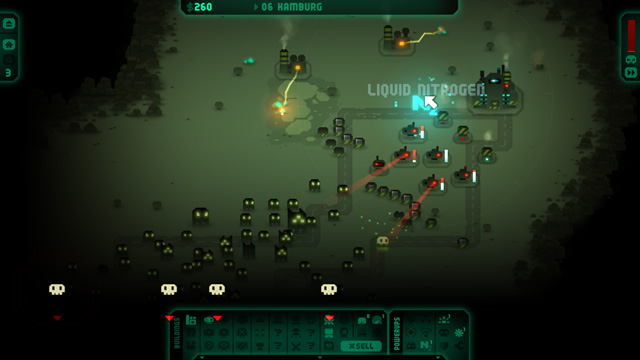 $260
06 HAMBURG
LIQUID NITROGEN
N
3
BUILDINGS
SELL
POWERUPS